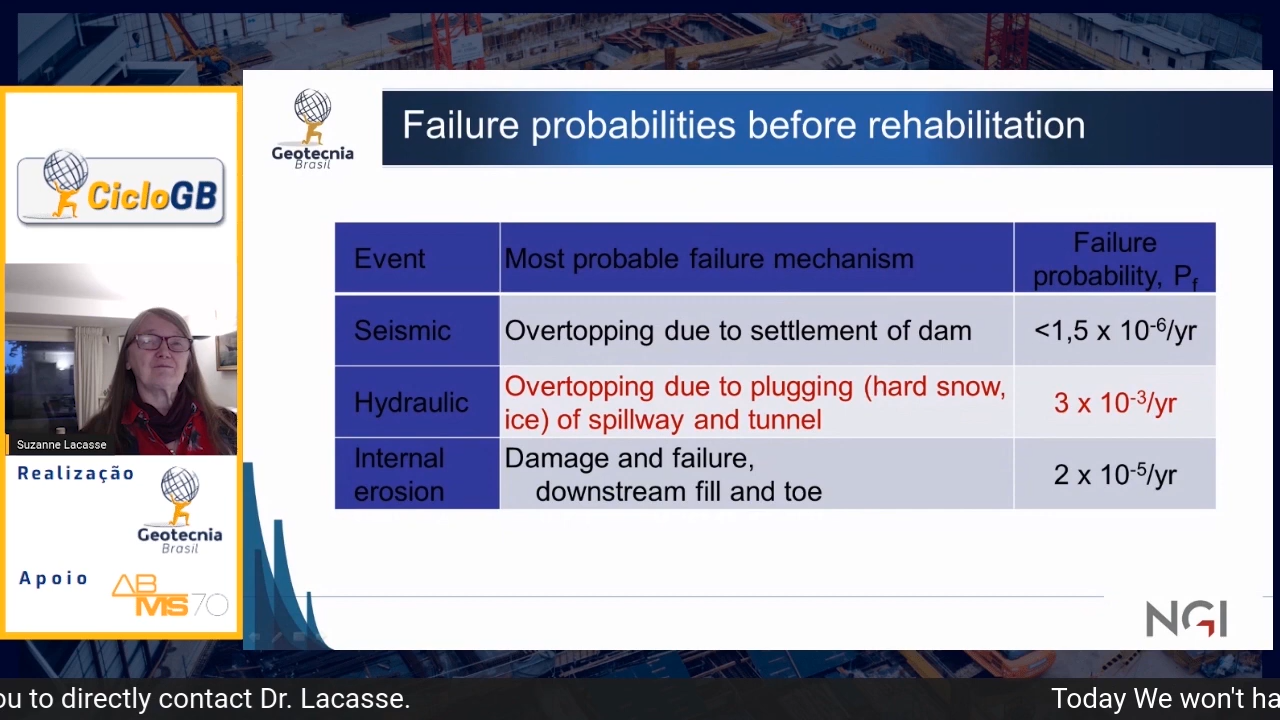 CicloGB
Suzanne Lacasse
Realização
Geotecnia
Brasil
Apoio
AB
MS70
Geotecnia
Brasil
Failure probabilities before rehabilitation
Event
Most probable failure mechanism
Failure
probability, Pf
Seismic
Overtopping due to settlement of dam
<1,5 x 10-6/yr
Hydraulic
Overtopping due to plugging (hard snow,
ice) of spillway and tunnel
3 x 10-3/yr
Internal
erosion
Damage and failure,
downstream fill and toe
2 x 10-5/yr
NGI
ou to directly contact Dr. Lacasse.
Today We won't ha